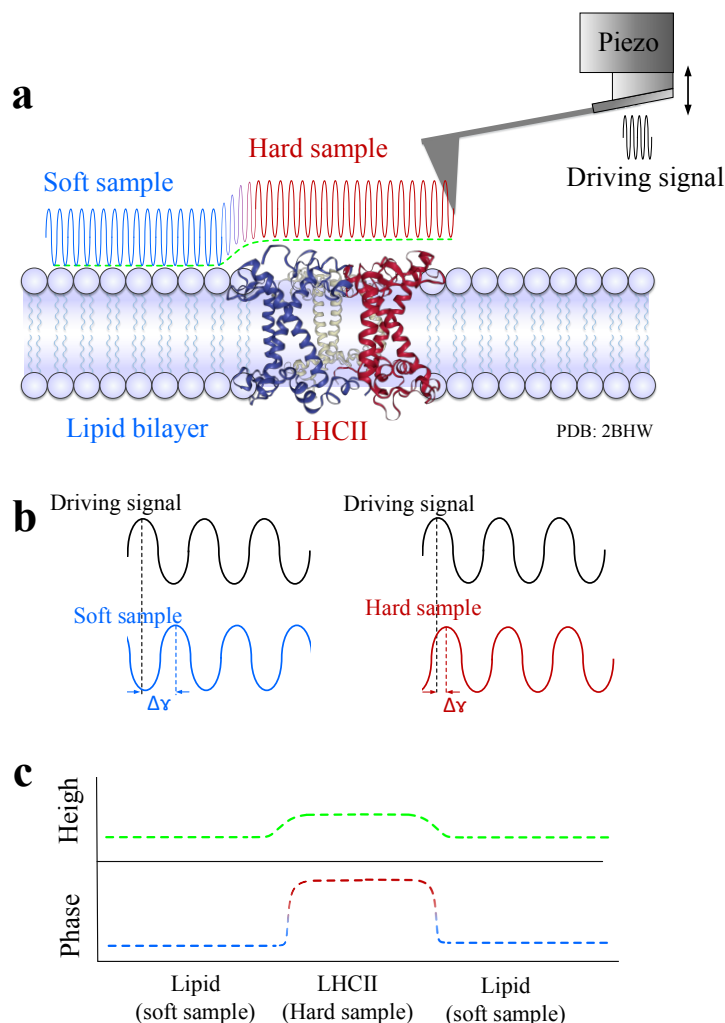 Piezo
a
Hard sample
Soft sample
Driving signal
Lipid bilayer
LHCII
PDB: 2BHW
b
Driving signal
Driving signal
Soft sample
Hard sample
Δɣ
Δɣ
c
Heigh
Phase
Lipid
(soft sample)
LHCII
(Hard sample)
Lipid
(soft sample)